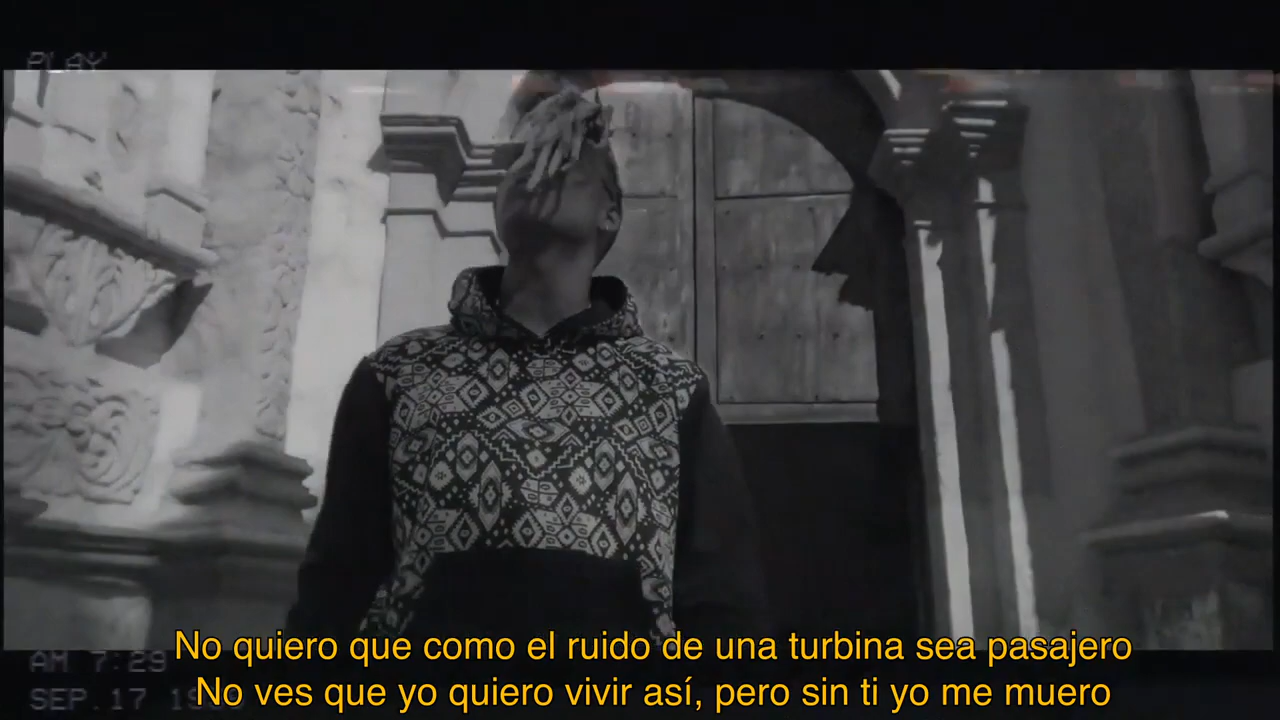 PLAY
AM 7:29
SEP.17
No quiero que como el ruido de una turbina sea pasajero
No ves que yo quiero vivir así, pero sin ti yo me muero